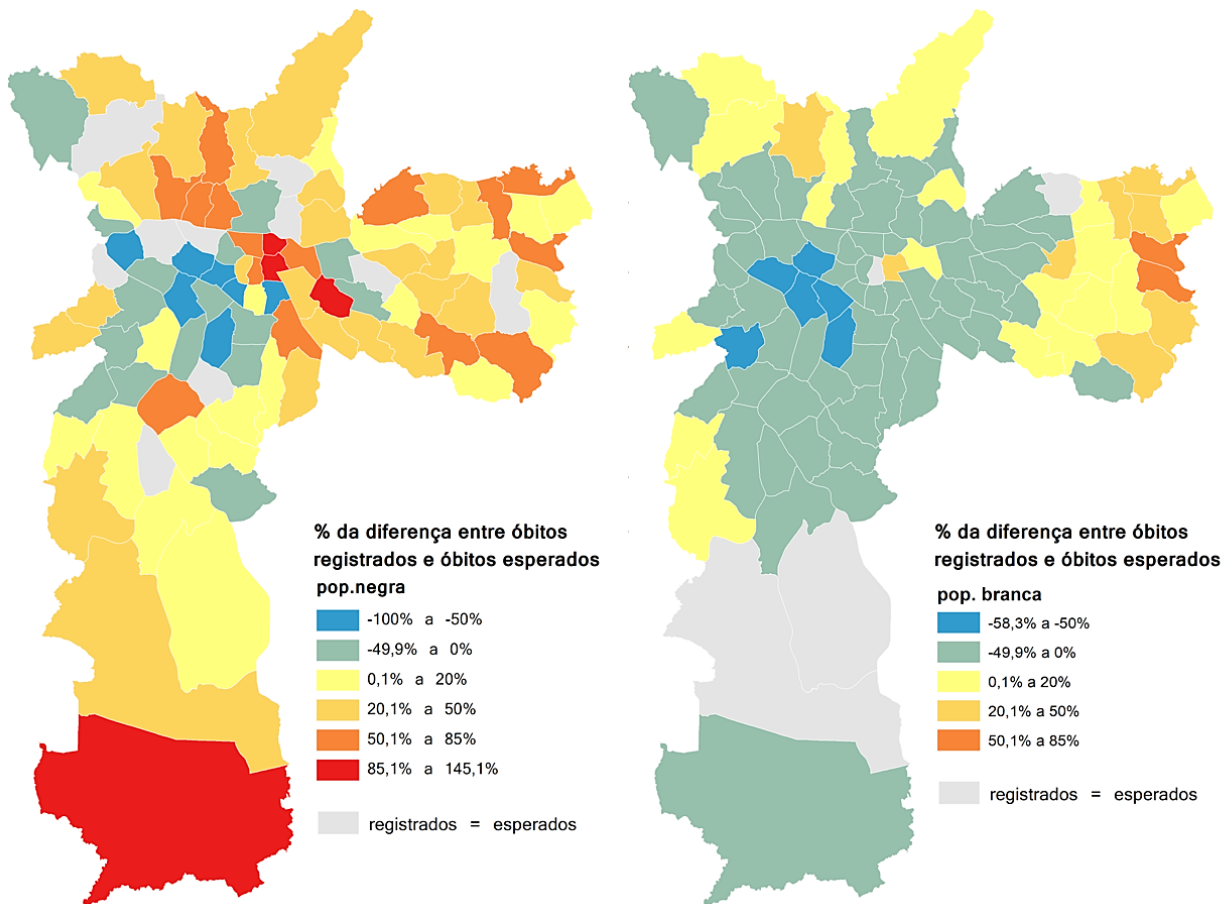 % da diferença entre óbitos
registrados e óbitos esperados
pop.negra
-100% a -50%
-49,9% a 0%
0,1% a 20%
20,1% a 50%
50,1% a 85%
85,1% a 145,1%
registrados = esperados
% da diferença entre óbitos
registrados e óbitos esperados
pop. branca
-58,3% a -50%
-49,9% a 0%
0,1% a 20%
20,1% a 50%
50,1% a 85%
registrados = esperados